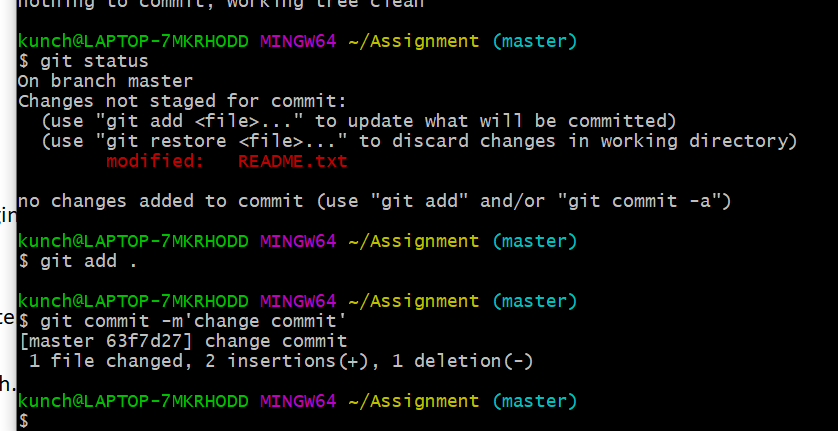 nothing to commit, working tree clean
kunch@LAPTOP-7MKRHODD MINGW64 ~/Assignment (master)
$ git status
On branch master
Changes not staged for commit:
  (use "git add <file>..." to update what will be committed)
  (use "git restore <file>..." to discard changes in working directory)
        modified:   README.txt
no changes added to commit (use "git add" and/or "git commit -a")
kunch@LAPTOP-7MKRHODD MINGW64 ~/Assignment (master)
$ git add .
kunch@LAPTOP-7MKRHODD MINGW64 ~/Assignment (master)
$ git commit -m'change commit'
[master 63f7d27] change commit
 1 file changed, 2 insertions(+), 1 deletion(-)
kunch@LAPTOP-7MKRHODD MINGW64 ~/Assignment (master)
$